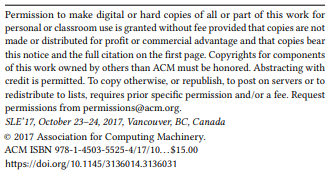 Permission to make digital or hard copies of all or part of this work for
personal or classroom use is granted without fee provided that copies are not
made or distributed for profit or commercial advantage and that copies bear
this notice and the full citation on the first page. Copyrights for components
of this work owned by others than ACM must be honored. Abstracting with
credit is permitted. To copy otherwise, or republish, to post on servers or to
redistribute to lists, requires prior specific permission and/or a fee. Request
permissions from permissions@acm.org.
SLE'17, October 23–24, 2017, Vancouver, BC, Canada
© 2017 Association for Computing Machinery.
ACM ISBN 978-1-4503-5525-4/17/10...$15.00
https://doi.org/10.1145/3136014.3136031